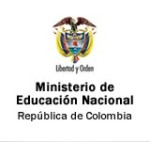 Libertad y Orden
Ministerio de
Educación Nacional
República de Colombia